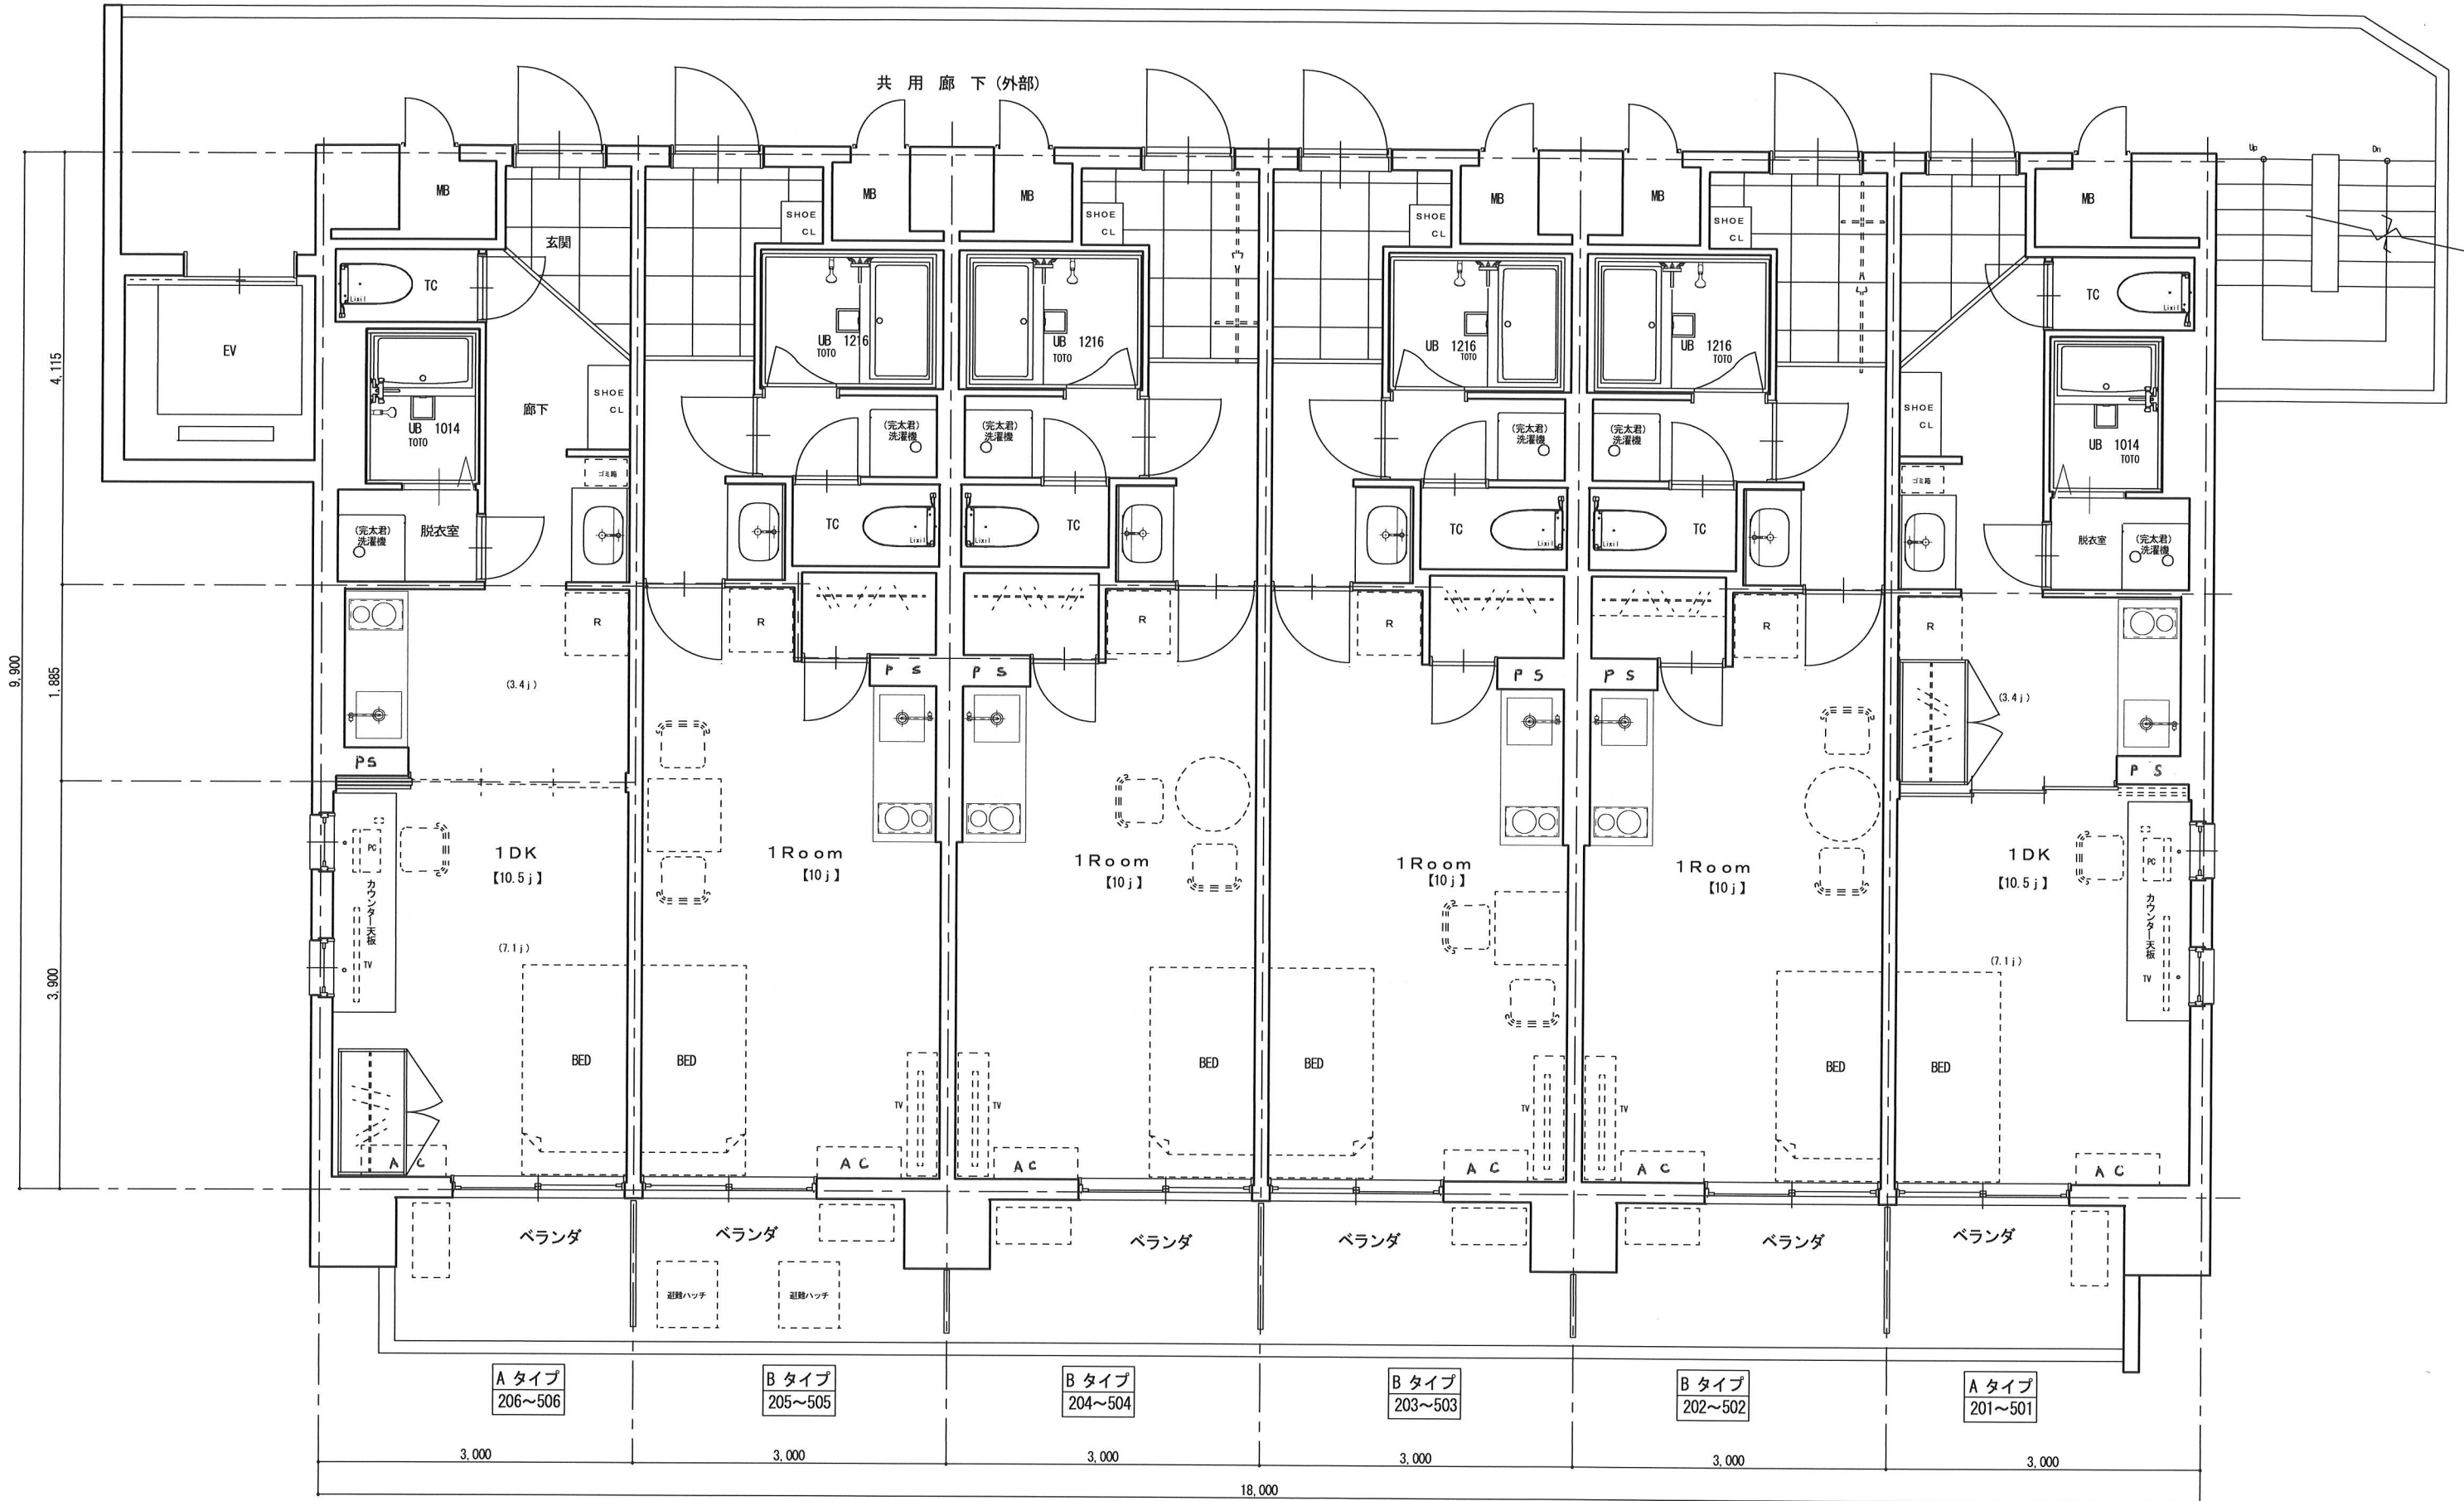 共用廊下(外部)
Up
Dn
MB
MB
MB
MB
MB
MB
SHOE
CL
SHOE
CL
SHOE
CL
SHOE
CL
玄関
TC
Lixil
TC
Lixil
EV
UB 1216
TOTO
UB 1216
TOTO
UB 1216
TOTO
UB 1216
TOTO
4,115
SHOE
CL
廊下
SHOE
CL
UB 1014
TOTO
UB 1014
TOTO
(完太君)
洗濯機
(完太君)
洗濯機
(完太君)
洗濯機
(完太君)
洗濯機
ゴミ箱
ゴミ箱
(完太君)
洗濯機
脱衣室
TC
Lixil
TC
Lixil
TC
Lixil
TC
Lixil
脱衣室
(完太君)
洗濯機
R
R
R
R
R
R
9,900
1,885
(3.4j)
(3.4j)
PS
PS
PS
PS
PS
PS
PC
カウンター天板
TV
1DK
【10.5j】
1Room
【10j】
1Room
【10j】
1Room
【10j】
1Room
【10j】
1DK
【10.5j】
PC
カウンター天板
TV
3,900
(7.1j)
(7.1j)
BED
BED
BED
BED
BED
BED
TV
TV
TV
TV
AC
AC
AC
AC
AC
AC
ベランダ
ベランダ
ベランダ
ベランダ
ベランダ
ベランダ
避難ハッチ
避難ハッチ
Aタイプ
206～506
Bタイプ
205～505
Bタイプ
204～504
Bタイプ
203～503
Bタイプ
202～502
Aタイプ
201～501
3,000
3,000
3,000
3,000
3,000
3,000
18,000